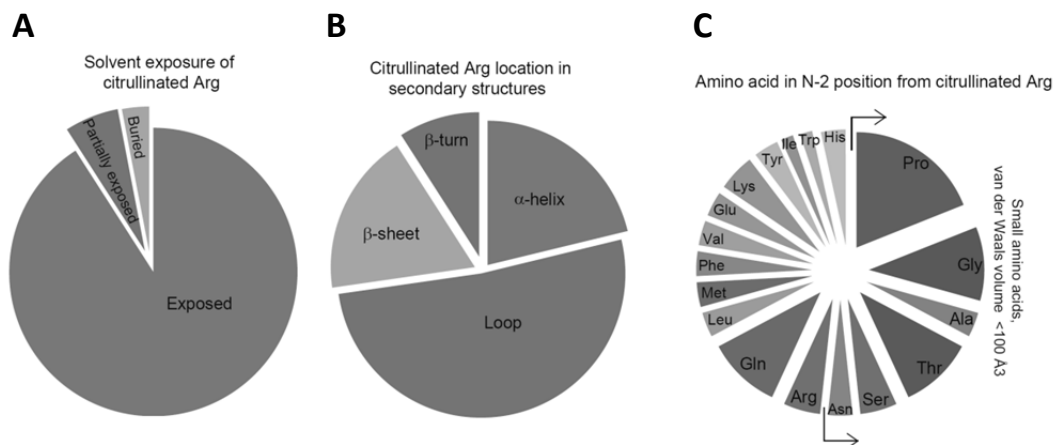 A
B
C
Solvent exposure of
citrullinated Arg
Partially exposed
Buried
Exposed
Citrullinated Arg location in
secondary structures
β-turn
α-helix
β-sheet
Loop
Amino acid in N-2 position from citrullinated Arg
Pro
Gly
Ala
Thr
Ser
Asn
Arg
Gln
Leu
Met
Phe
Val
Glu
Lys
Tyr
Ile
Trp
His
Small amino acids,
van der Waals volume <100 Å3